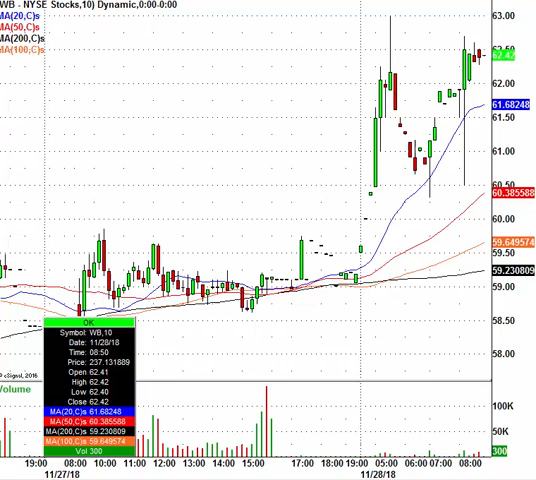 WB - NYSE Stocks,10) Dynamic,0:00-0:00
MA(20,C)s
MA(50,C)s
MA(200,C)s
MA(100,C)s
63.00
62.50
62.42
62.00
61.68248
61.50
61.00
60.50
60.385588
60.00
59.649574
59.50
59.230809
59.00
58.50
58.00
OK
Symbol: WB,10
Date: 11/28/18
Time: 08:50
Price: 237.131889
Open 62.41
High 62.42
Low 62.40
Close 62.42
MA(20,C)s 61.68248
MA(50,C)s 60.385588
MA(200,C)s 59.230809
MA(100,C)s 59.649574
Vol 300
© eSignal, 2016
Volume
100K
50K
300
19:00 08:00 10:00 11:00 12:00 13:00 14:00 15:00 17:00 18:00 19:00 05:00 06:00 07:00 08:00
11/27/18 11/28/18